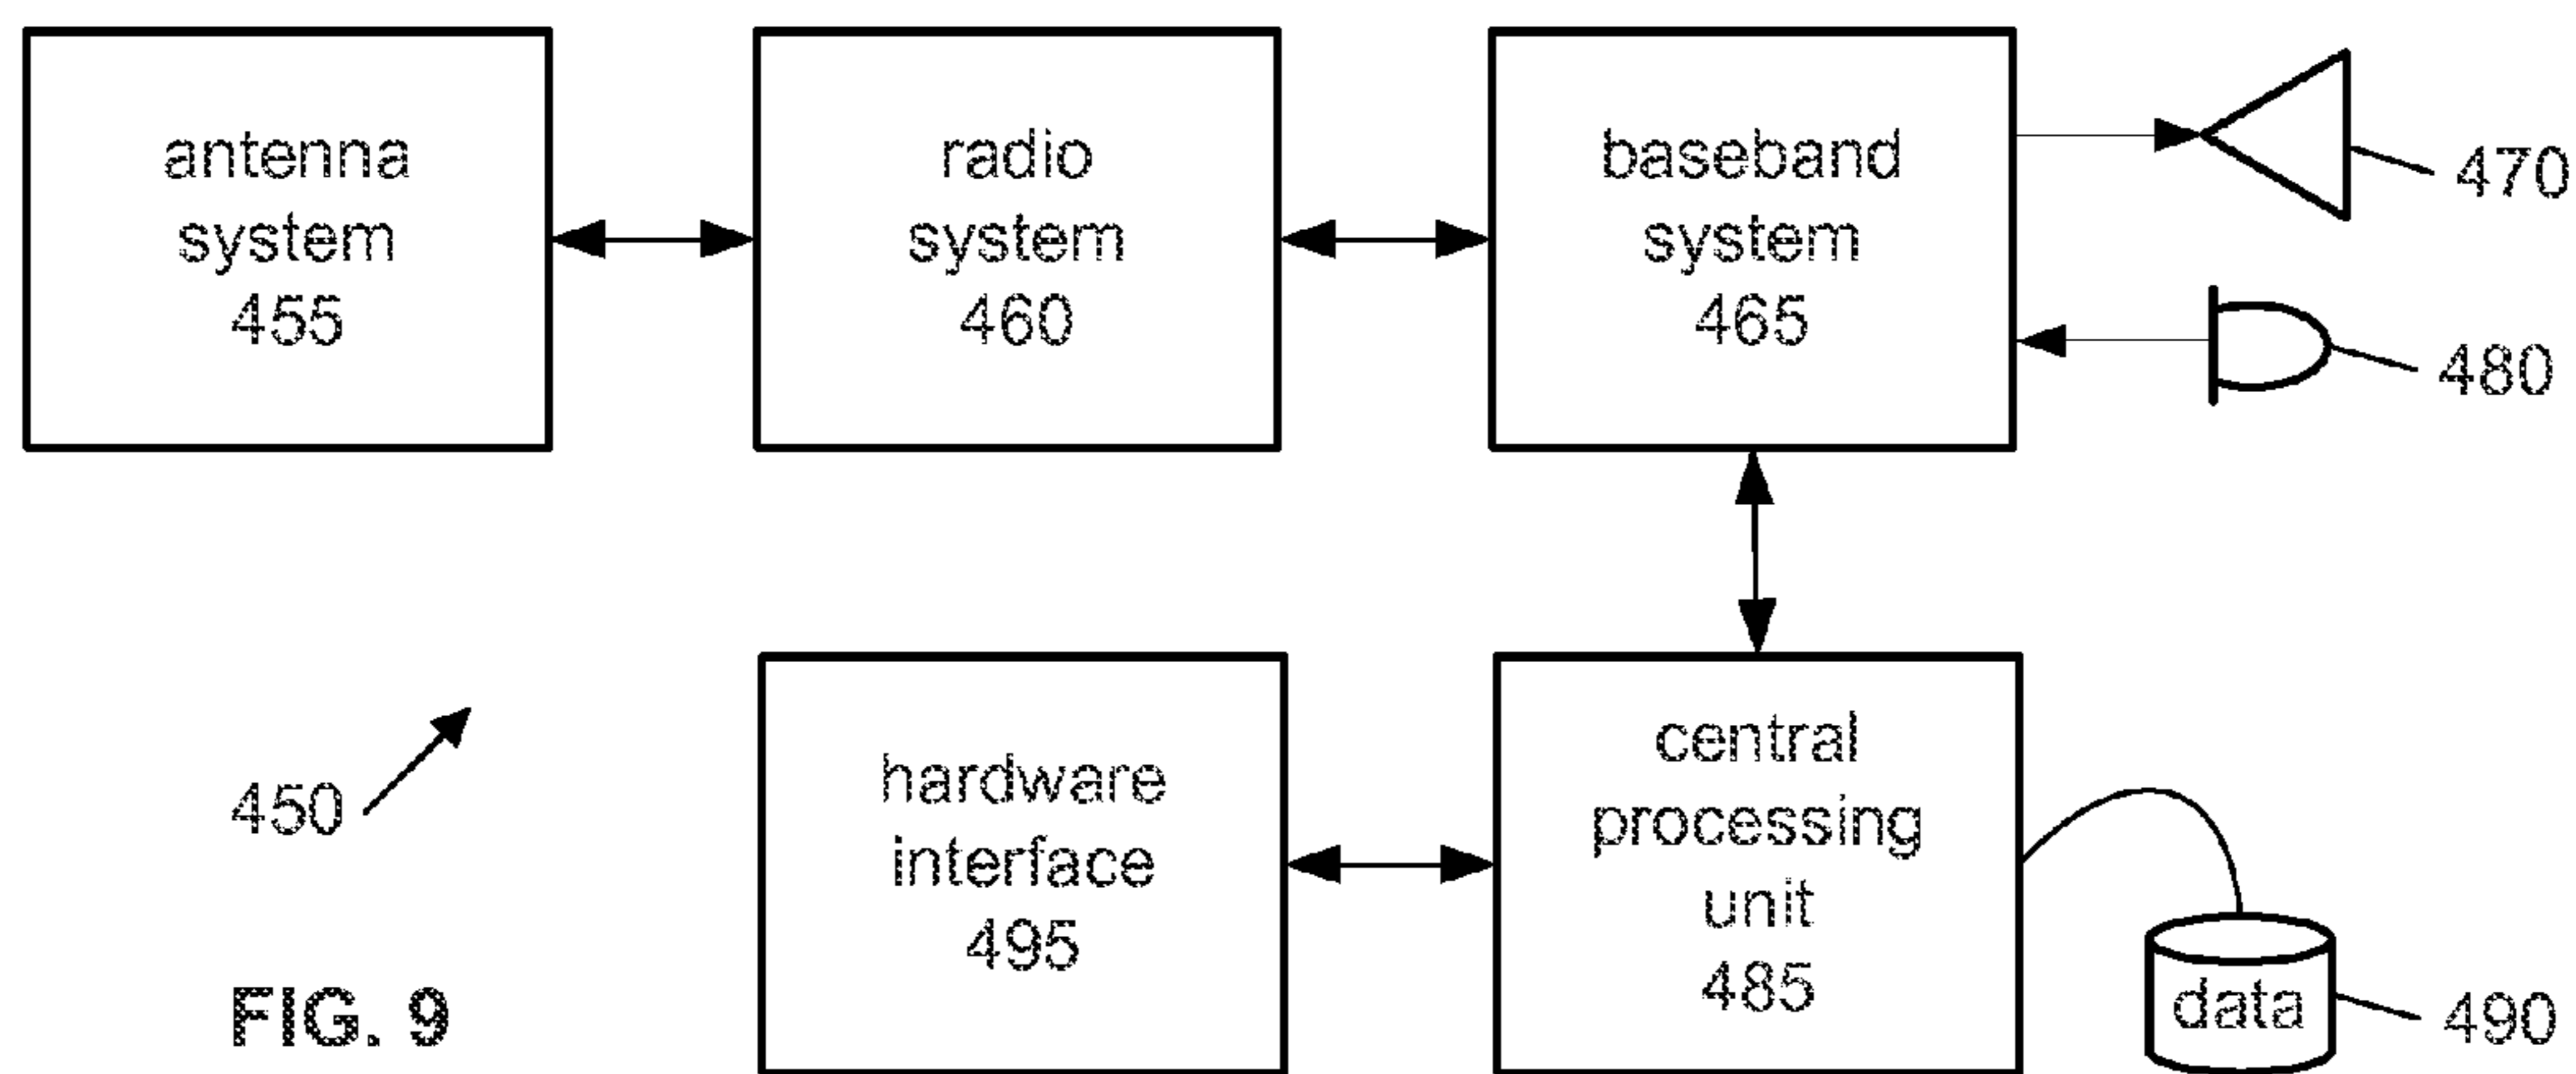 antenna
system
455
radio
system
460
baseband
system
465
470
480
450
FIG. 9
hardware
interface
495
central
processing
unit
485
data
490